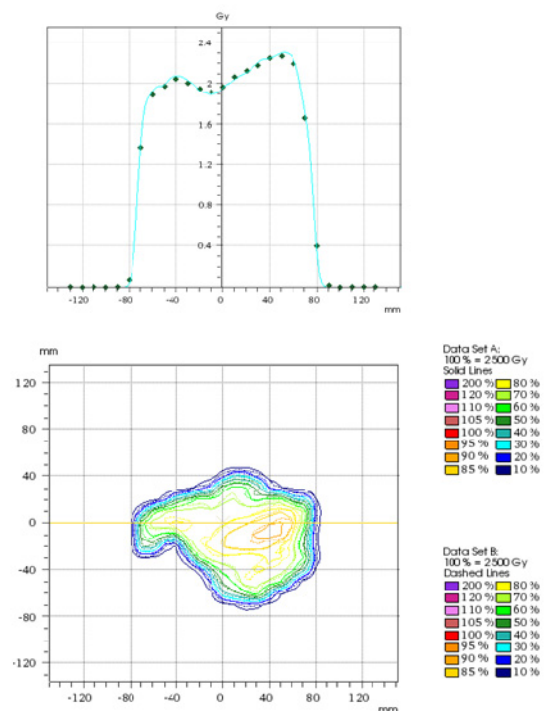 Gy
2.4
2
1.6
1.2
0.8
0.4
-120 -80 -40 0 40 80 120
mm
mm
120
80
40
0
-40
-80
-120
-120 -80 -40 0 40 80 120
mm
Data Set A:
100 % = 2500 Gy
Solid Lines
200 % 80 %
120 % 70 %
110 % 60 %
105 % 50 %
100 % 40 %
95 % 30 %
90 % 20 %
85 % 10 %
Data Set B:
100 % = 2500 Gy
Dashed Lines
200 % 80 %
120 % 70 %
110 % 60 %
105 % 50 %
100 % 40 %
95 % 30 %
90 % 20 %
85 % 10 %